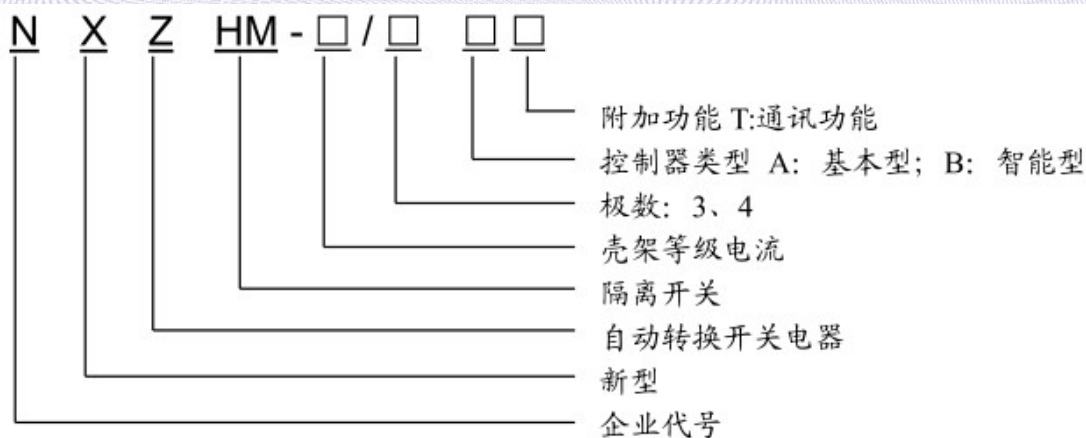 N X Z HM - □ / □ □ □
附加功能 T:通讯功能
控制器类型 A: 基本型; B: 智能型
极数: 3、4
壳架等级电流
隔离开关
自动转换开关电器
新型
企业代号